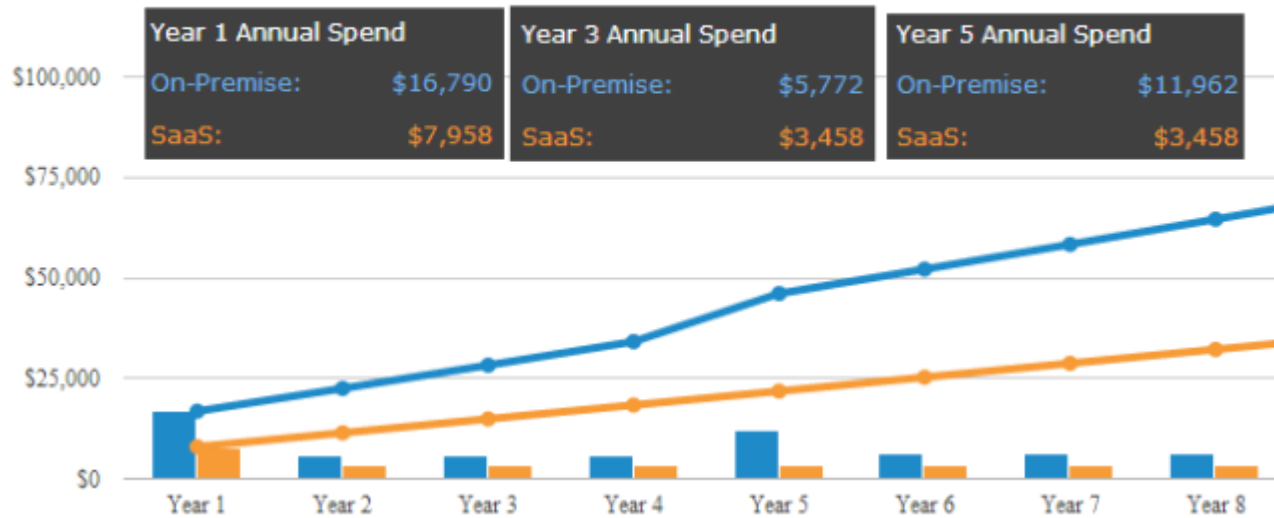 Year 1 Annual Spend
On-Premise: $16,790
SaaS: $7,958
Year 3 Annual Spend
On-Premise: $5,772
SaaS: $3,458
Year 5 Annual Spend
On-Premise: $11,962
SaaS: $3,458
$100,000
$75,000
$50,000
$25,000
$0
Year 1 Year 2 Year 3 Year 4 Year 5 Year 6 Year 7 Year 8